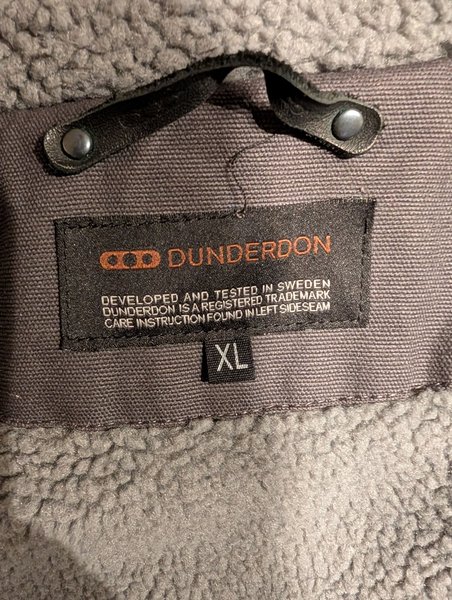 DUNDERDON
DEVELOPED AND TESTED IN SWEDEN
DUNDERDON IS A REGISTERED TRADEMARK
CARE INSTRUCTION FOUND IN LEFT SIDESEAM
XL